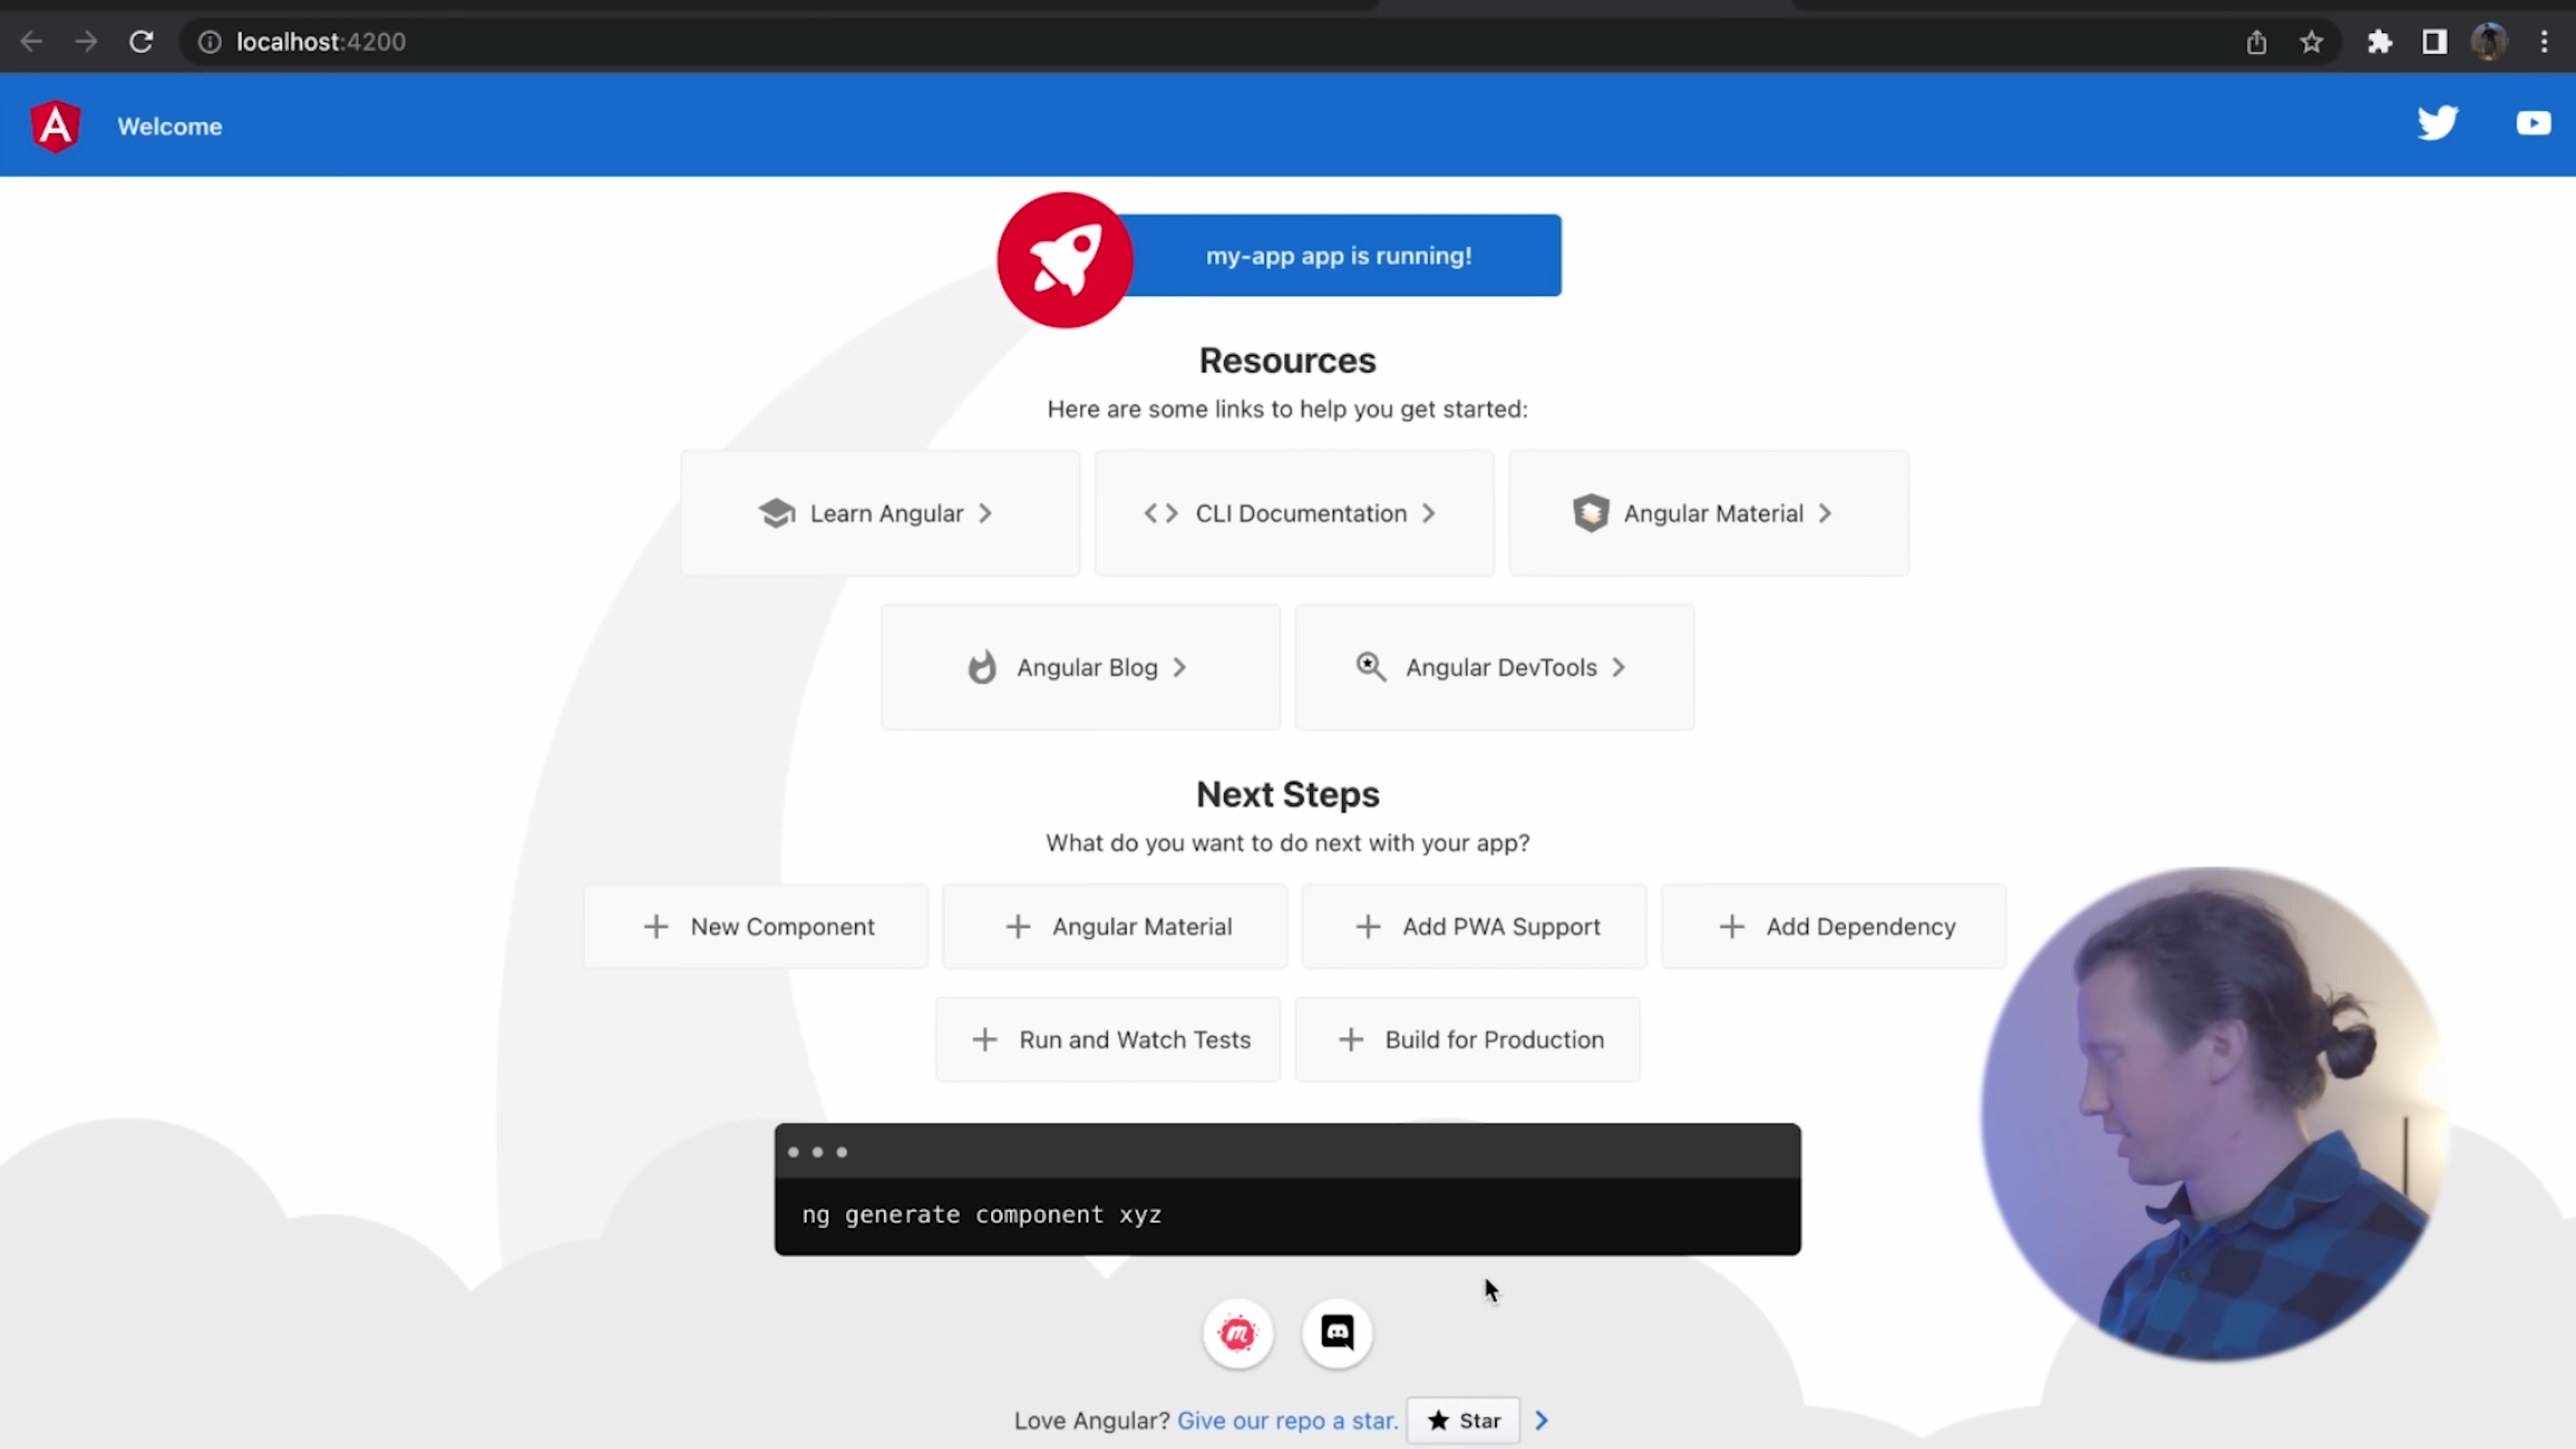 localhost:4200
Welcome
my-app app is running!
Resources
Here are some links to help you get started:
Learn Angular
CLI Documentation
Angular Material
Angular Blog
Angular DevTools
Next Steps
What do you want to do next with your app?
New Component
Angular Material
Add PWA Support
Add Dependency
Run and Watch Tests
Build for Production
ng generate component xyz
Love Angular? Give our repo a star. Star